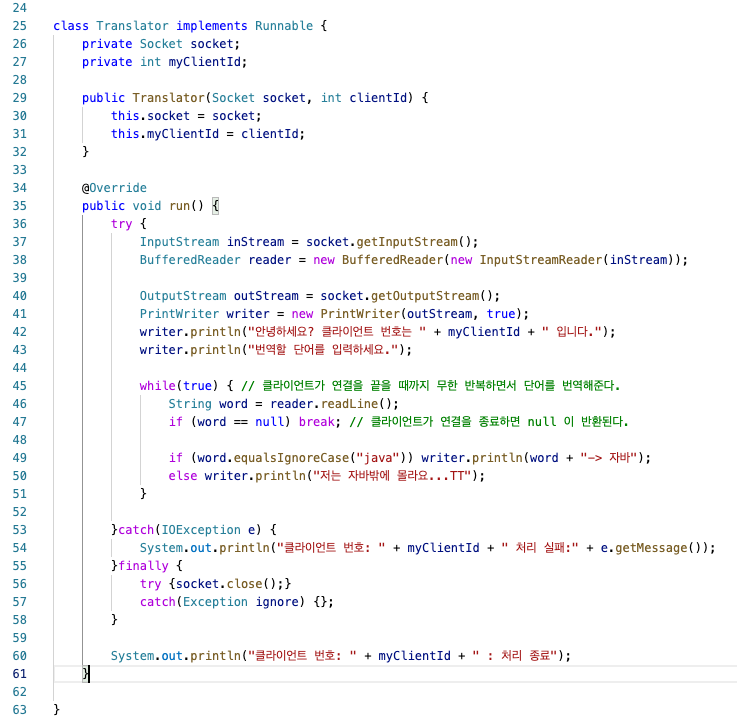 24
25 class Translator implements Runnable {
26     private Socket socket;
27     private int myClientId;
28
29     public Translator(Socket socket, int clientId) {
30         this.socket = socket;
31         this.myClientId = clientId;
32     }
33
34     @Override
35     public void run() {
36         try {
37             InputStream inStream = socket.getInputStream();
38             BufferedReader reader = new BufferedReader(new InputStreamReader(inStream));
39
40             OutputStream outStream = socket.getOutputStream();
41             PrintWriter writer = new PrintWriter(outStream, true);
42             writer.println("안녕하세요? 클라이언트 번호는 " + myClientId + " 입니다.");
43             writer.println("번역할 단어를 입력하세요.");
44
45             while(true) { // 클라이언트가 연결을 끝을 때까지 무한 반복하면서 단어를 번역해준다.
46                 String word = reader.readLine();
47                 if (word == null) break; // 클라이언트가 연결을 종료하면 null 이 반환된다.
48
49                 if (word.equalsIgnoreCase("java")) writer.println(word + "-> 자바");
50                 else writer.println("저는 자바밖에 몰라요...TT");
51             }
52
53         }catch(IOException e) {
54             System.out.println("클라이언트 번호: " + myClientId + " 처리 실패:" + e.getMessage());
55         }finally {
56             try {socket.close();}
57             catch(Exception ignore) {};
58         }
59
60         System.out.println("클라이언트 번호: " + myClientId + " : 처리 종료");
61     }
62
63 }